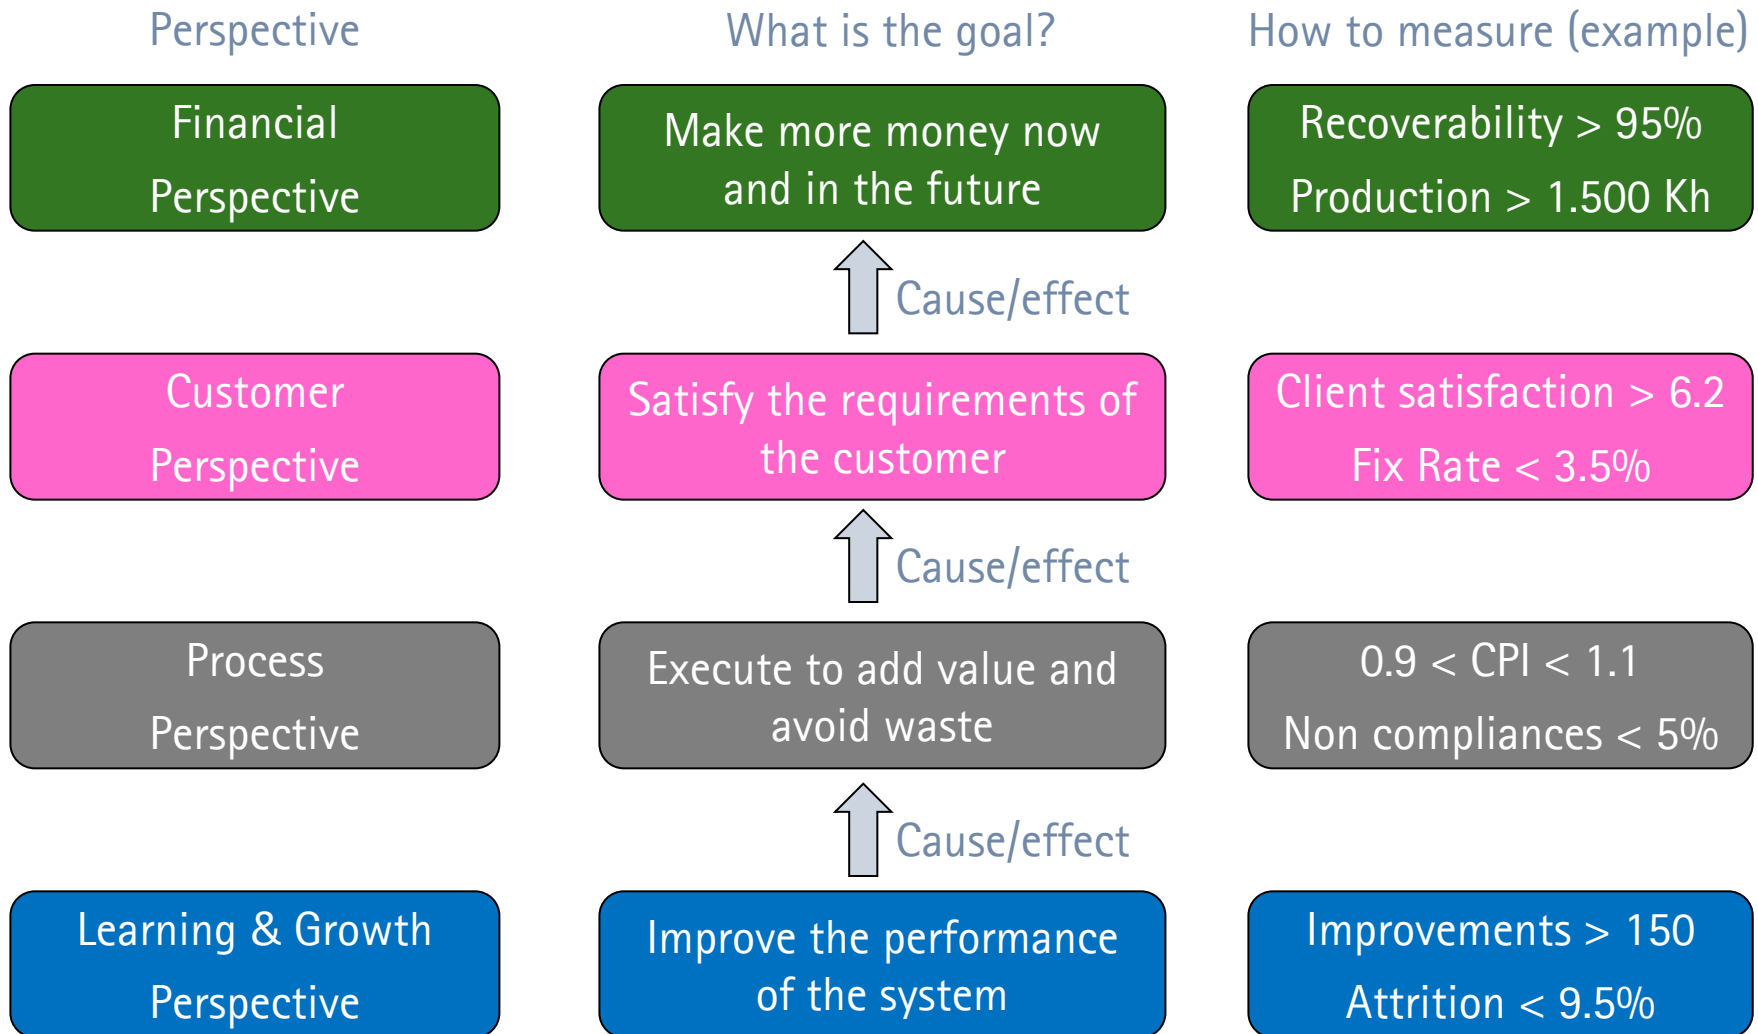 Perspective
What is the goal?
How to measure (example)
Financial
Perspective
Make more money now
and in the future
Recoverability > 95%
Production > 1.500 Kh
Cause/effect
Customer
Perspective
Satisfy the requirements of
the customer
Client satisfaction > 6.2
Fix Rate < 3.5%
Cause/effect
Process
Perspective
Execute to add value and
avoid waste
0.9 < CPI < 1.1
Non compliances < 5%
Cause/effect
Learning & Growth
Perspective
Improve the performance
of the system
Improvements > 150
Attrition < 9.5%